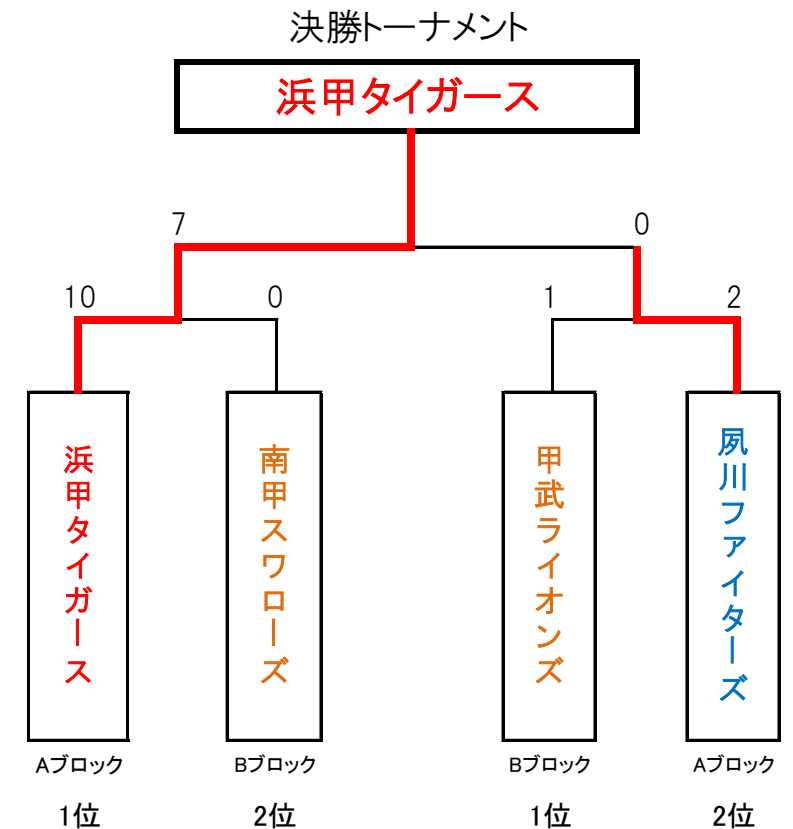 決勝トーナメント
浜甲タイガース
7
0
10
0
1
2
浜甲タイガース
南甲スワローズ
甲武ライオンズ
夙川ファイターズ
Aブロック
Bブロック
Bブロック
Aブロック
1位
2位
1位
2位